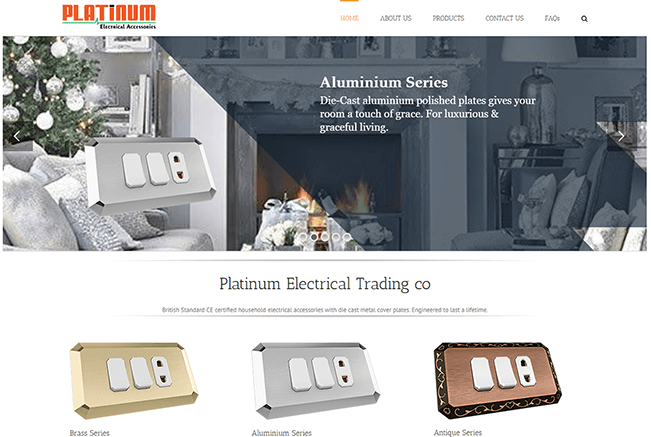 PLATINUM
Electrical Accessories
HOME ABOUT US PRODUCTS CONTACT US FAQs
Aluminium Series
Die-Cast aluminium polished plates gives your
room a touch of grace. For luxurious &
graceful living.
Platinum Electrical Trading co
British Standard CE certified household electrical accessories with die cast metal cover plates. Engineered to last a lifetime.
Brass Series
Aluminium Series
Antique Series